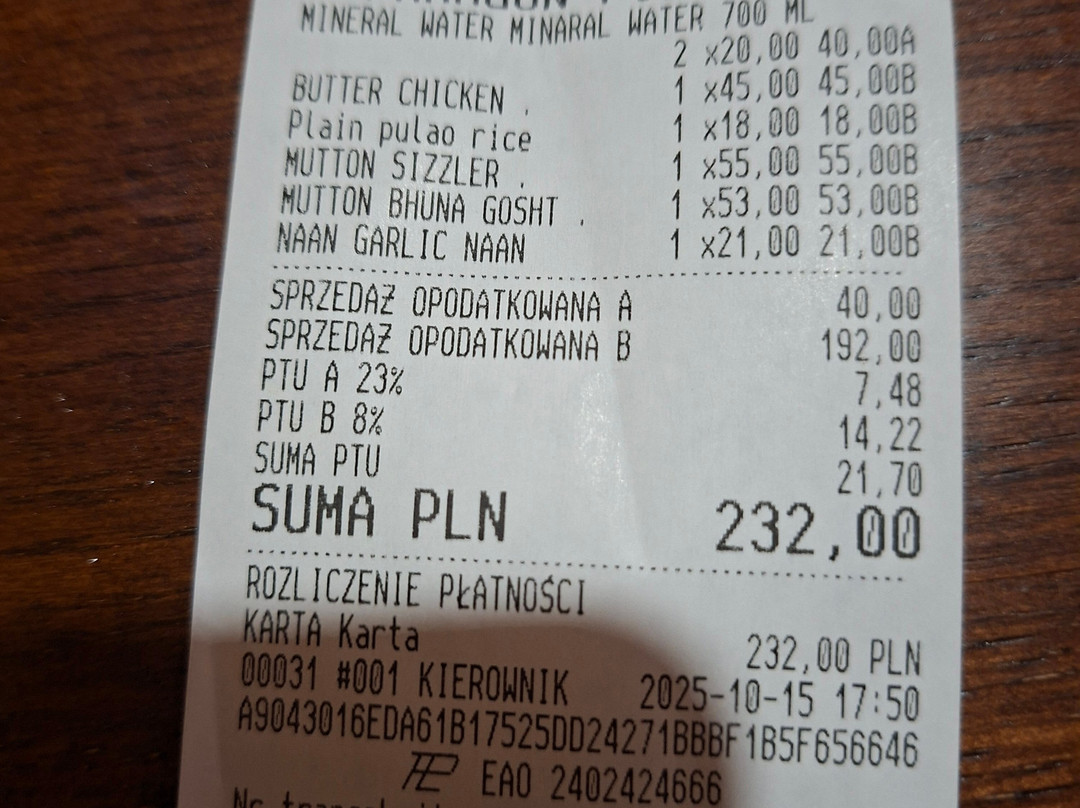 MINERAL WATER MINARAL WATER 700 ML
2 x20,00 40,00A
BUTTER CHICKEN . 1 x45,00 45,00B
Plain pulao rice 1 x18,00 18,00B
MUTTON SIZZLER . 1 x55,00 55,00B
MUTTON BHUNA GOSHT . 1 x53,00 53,00B
NAAN GARLIC NAAN 1 x21,00 21,00B
SPRZEDAŻ OPODATKOWANA A 40,00
SPRZEDAŻ OPODATKOWANA B 192,00
PTU A 23% 7,48
PTU B 8% 14,22
SUMA PTU 21,70
SUMA PLN 232,00
ROZLICZENIE PŁATNOŚCI
KARTA Karta 232,00 PLN
00031 #001 KIEROWNIK 2025-10-15 17:50
A9043016EDA61B17525DD24271BBBF1B5F656646
EAO 2402424666